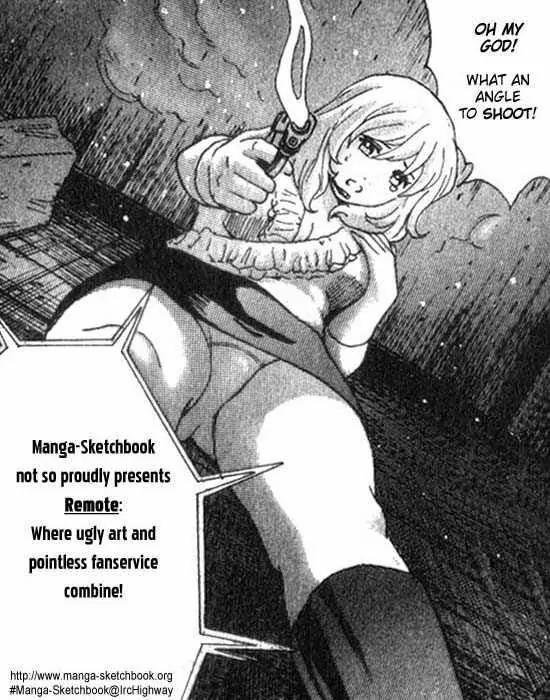 OH MY
GOD!
WHAT AN
ANGLE
TO SHOOT!
Manga-Sketchbook
not so proudly presents
Remote:
Where ugly art and
pointless fanservice
combine!
http://www.manga-sketchbook.org
#Manga-Sketchbook@IrcHighway